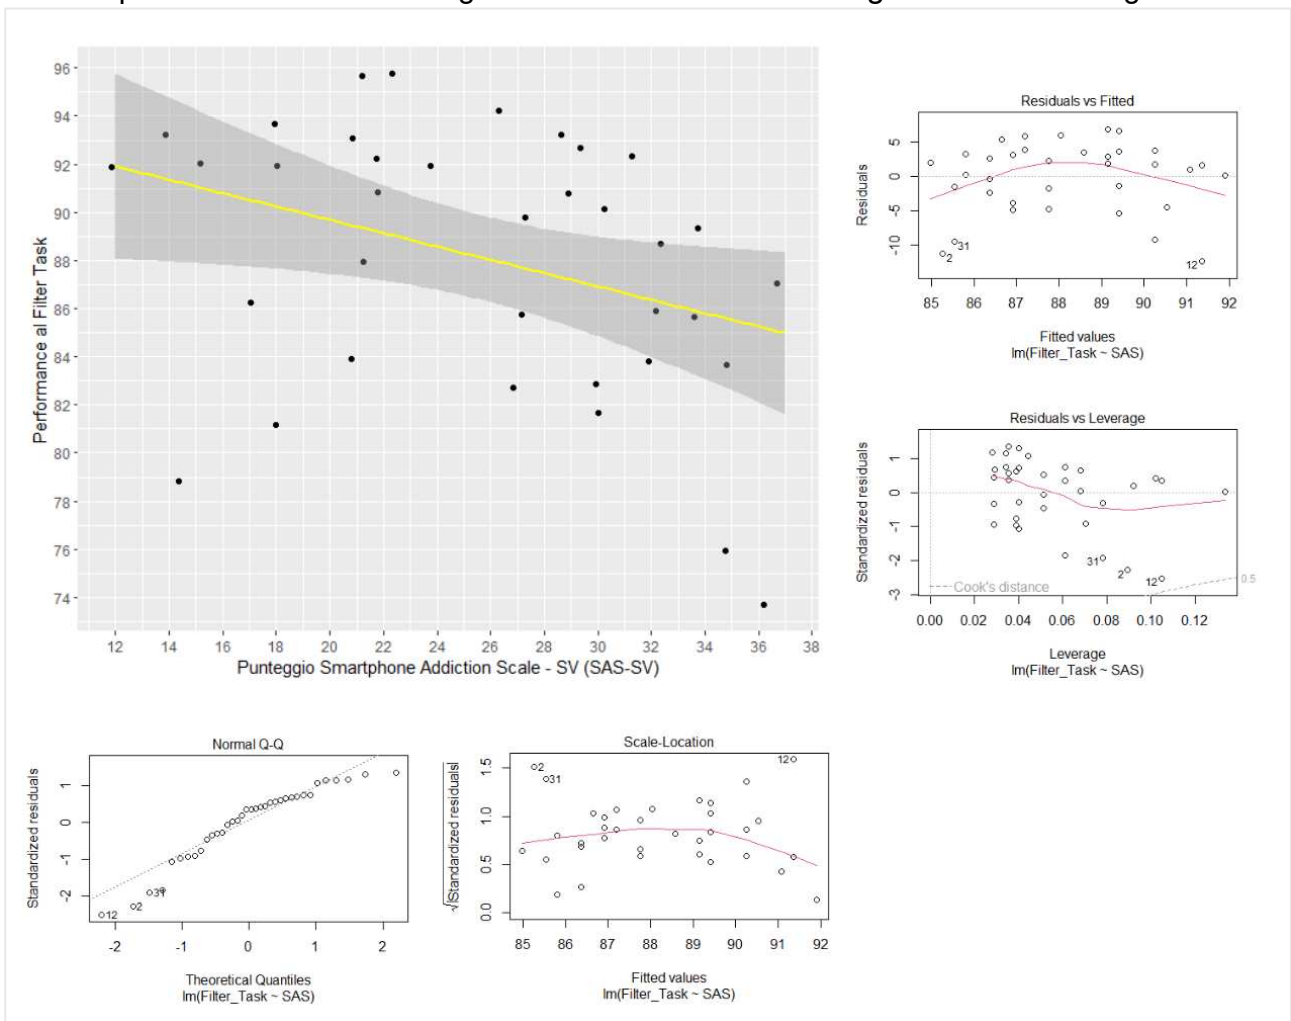 96
94
92
90
88
86
84
82
80
78
76
74
Performance al Filter Task
12 14 16 18 20 22 24 26 28 30 32 34 36 38
Punteggio Smartphone Addiction Scale - SV (SAS-SV)
Residuals vs Fitted
Residuals
5
0
-5
-10
2
31
12
85 86 87 88 89 90 91 92
Fitted values
lm(Filter_Task ~ SAS)
Residuals vs Leverage
Standardized residuals
1
0
-1
-2
-3
31
2
12
Cook's distance
0.5
0.00 0.02 0.04 0.06 0.08 0.10 0.12
Leverage
lm(Filter_Task ~ SAS)
Normal Q-Q
Standardized residuals
1
0
-1
-2
12
2
31
-2 -1 0 1 2
Theoretical Quantiles
lm(Filter_Task ~ SAS)
Scale-Location
√|Standardized residuals|
1.5
1.0
0.5
0.0
2
31
12
85 86 87 88 89 90 91 92
Fitted values
lm(Filter_Task ~ SAS)